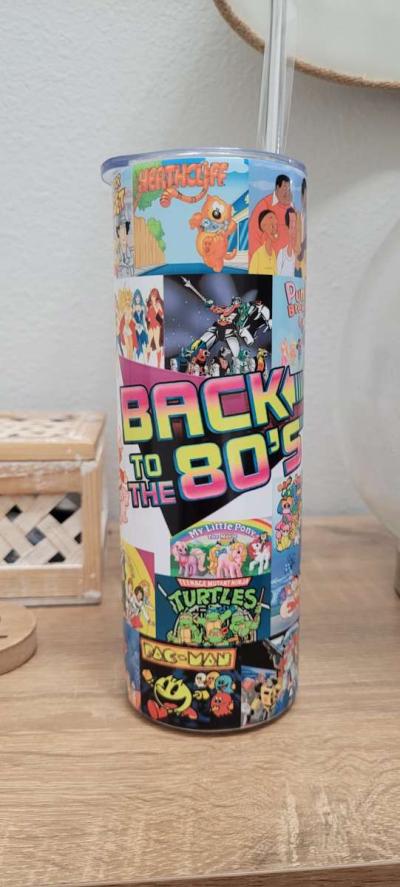 HEATHCLIFF
BACK
TO
THE 80'S
My Little Pony
TEENAGE MUTANT NINJA
TURTLES
PAC-MAN